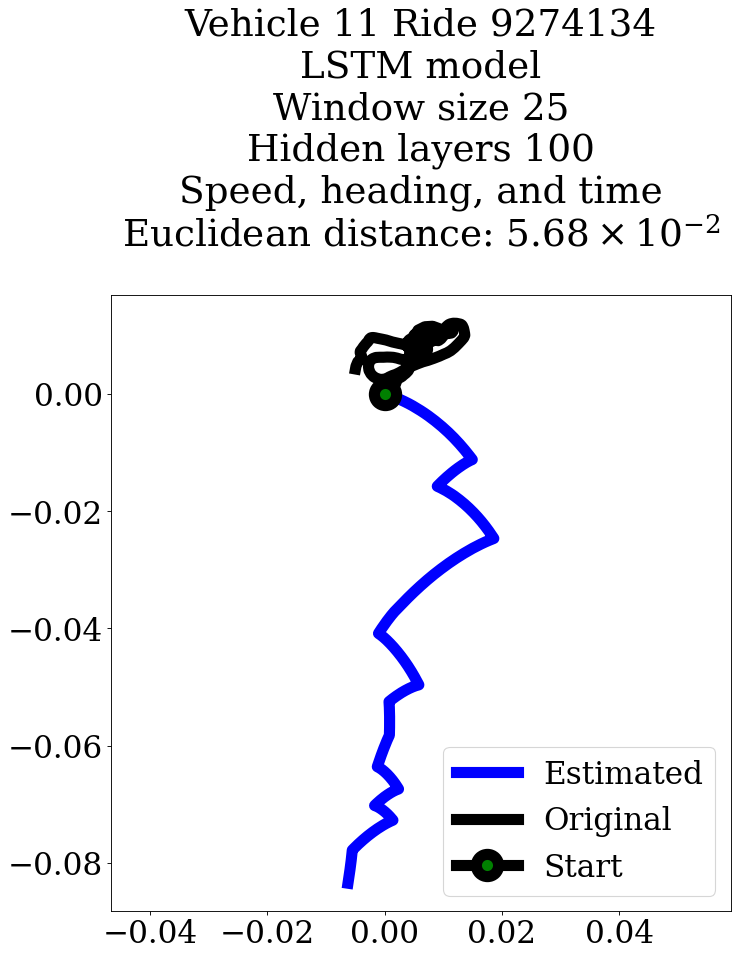 Vehicle 11 Ride 9274134
LSTM model
Window size 25
Hidden layers 100
Speed, heading, and time
Euclidean distance: 5.68 × 10⁻²
0.00
−0.02
−0.04
−0.06
−0.08
Estimated
Original
Start
−0.04 −0.02 0.00 0.02 0.04